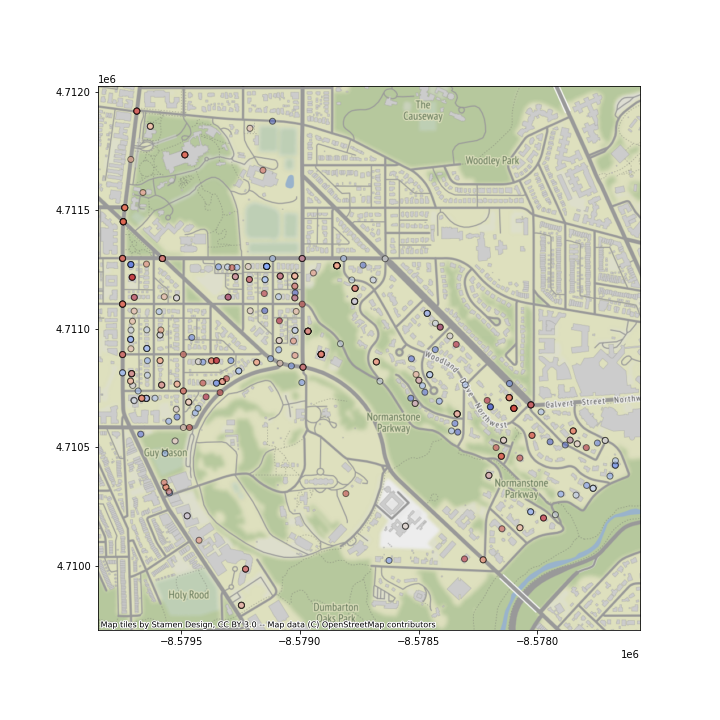 1e6
4.7120
The
Causeway
Woodley Park
4.7115
4.7110
Woodland Drive Northwest
Calvert Street Northw
Normanstone
Parkway
4.7105
Guy Mason
Normanstone
Parkway
4.7100
Holy Rood
Dumbarton
Oaks Park
Map tiles by Stamen Design, CC BY 3.0 -- Map data (C) OpenStreetMap contributors
−8.5795
−8.5790
−8.5785
−8.5780
1e6